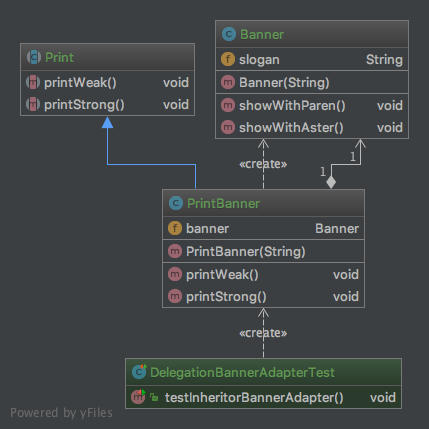 Banner
slogan String
Banner(String)
showWithParen() void
showWithAster() void
Print
printWeak() void
printStrong() void
«create»
1
1
PrintBanner
banner Banner
PrintBanner(String)
printWeak() void
printStrong() void
«create»
DelegationBannerAdapterTest
testInheritorBannerAdapter() void
Powered by yFiles